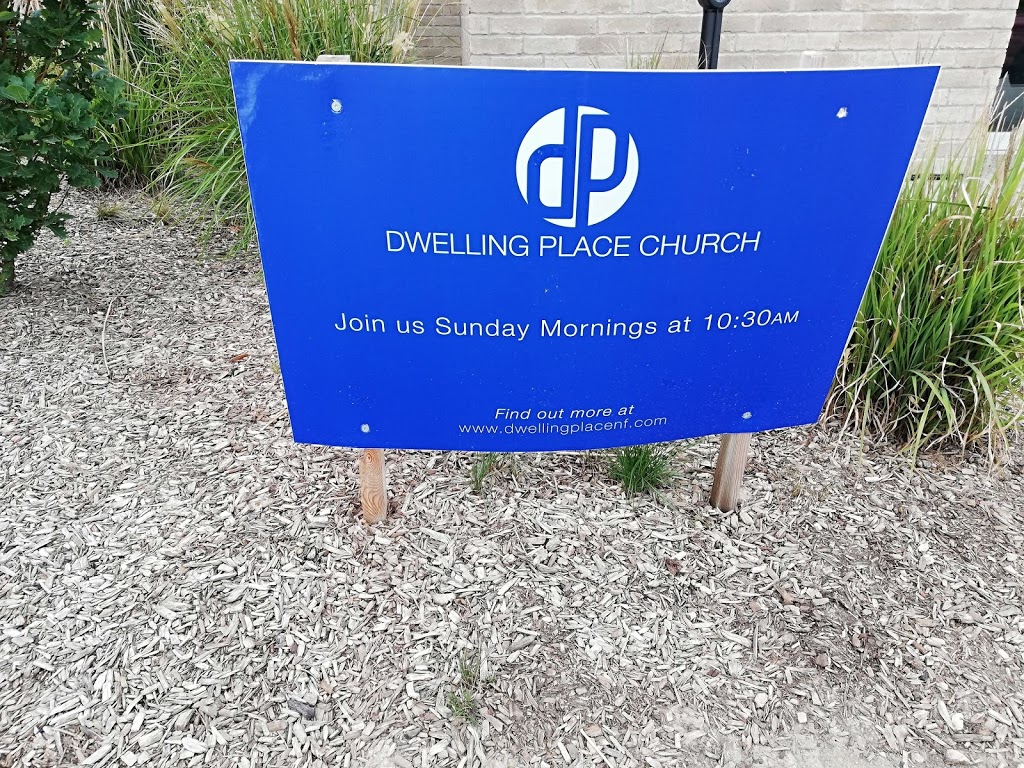 dp
DWELLING PLACE CHURCH
Join us Sunday Mornings at 10:30AM
Find out more at
www.dwellingplacenf.com